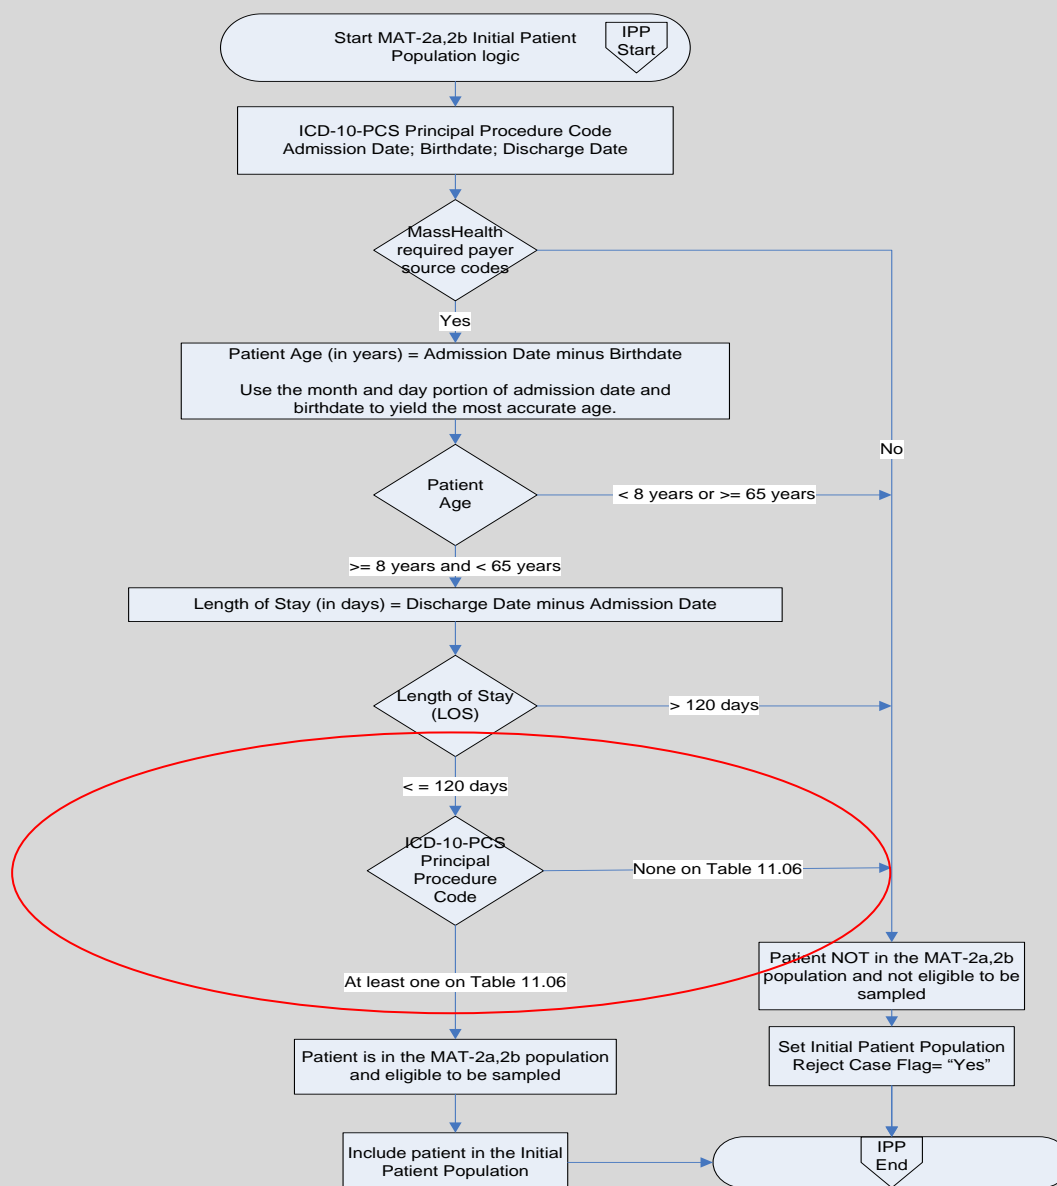 Start MAT-2a,2b Initial Patient
Population logic
IPP
Start
ICD-10-PCS Principal Procedure Code
Admission Date; Birthdate; Discharge Date
MassHealth
required payer
source codes
Yes
No
Patient Age (in years) = Admission Date minus Birthdate
Use the month and day portion of admission date and
birthdate to yield the most accurate age.
Patient
Age
< 8 years or >= 65 years
>= 8 years and < 65 years
Length of Stay (in days) = Discharge Date minus Admission Date
Length of Stay
(LOS)
> 120 days
< = 120 days
ICD-10-PCS
Principal
Procedure
Code
None on Table 11.06
At least one on Table 11.06
Patient NOT in the MAT-2a,2b
population and not eligible to be
sampled
Set Initial Patient Population
Reject Case Flag= “Yes”
Patient is in the MAT-2a,2b population
and eligible to be sampled
Include patient in the Initial
Patient Population
IPP
End